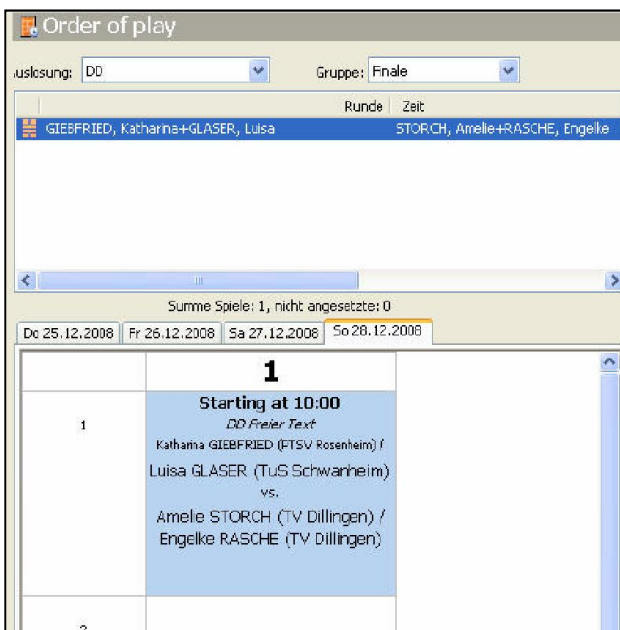 Order of play
uslosung: DD Gruppe: Finale
Runde Zeit
GIEBFRIED, Katharina+GLASER, Luisa STORCH, Amelie+RASCHE, Engelke
Summe Spiele: 1, nicht angesetzte: 0
Do 25.12.2008 Fr 26.12.2008 Sa 27.12.2008 So 28.12.2008
1
Starting at 10:00
1 DD Freier Text
Katharina GIEBFRIED (FTSV Rosenheim) /
Luisa GLASER (TuS Schwanheim)
vs.
Amelie STORCH (TV Dillingen) /
Engelke RASCHE (TV Dillingen)